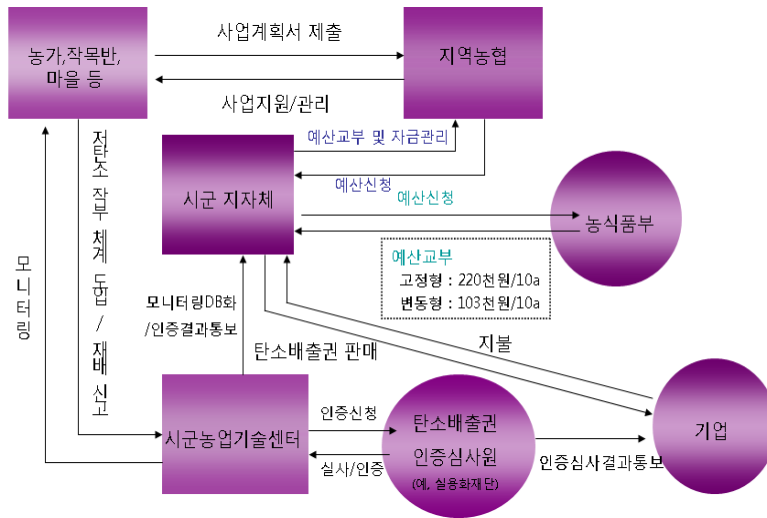 농가,작목반,
마을 등
사업계획서 제출
지역농협
사업지원/관리
예산교부 및 자금관리
시군 지자체
예산신청
예산신청
농식품부
예산교부
고정형 : 220천원/10a
변동형 : 103천원/10a
저탄소 작부 체계 도입 / 재배 신고
모니터링
모니터링DB화
/인증결과통보
탄소배출권 판매
지불
기업
시군농업기술센터
인증신청
실사/인증
탄소배출권
인증심사원
(예, 실용화재단)
인증심사결과통보